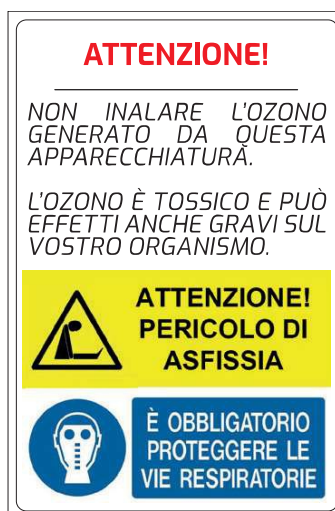 ATTENZIONE!
NON INALARE L'OZONO
GENERATO DA QUESTA
APPARECCHIATURA.
L'OZONO È TOSSICO E PUÒ
EFFETTI ANCHE GRAVI SUL
VOSTRO ORGANISMO.
ATTENZIONE!
PERICOLO DI
ASFISSIA
È OBBLIGATORIO
PROTEGGERE LE
VIE RESPIRATORIE